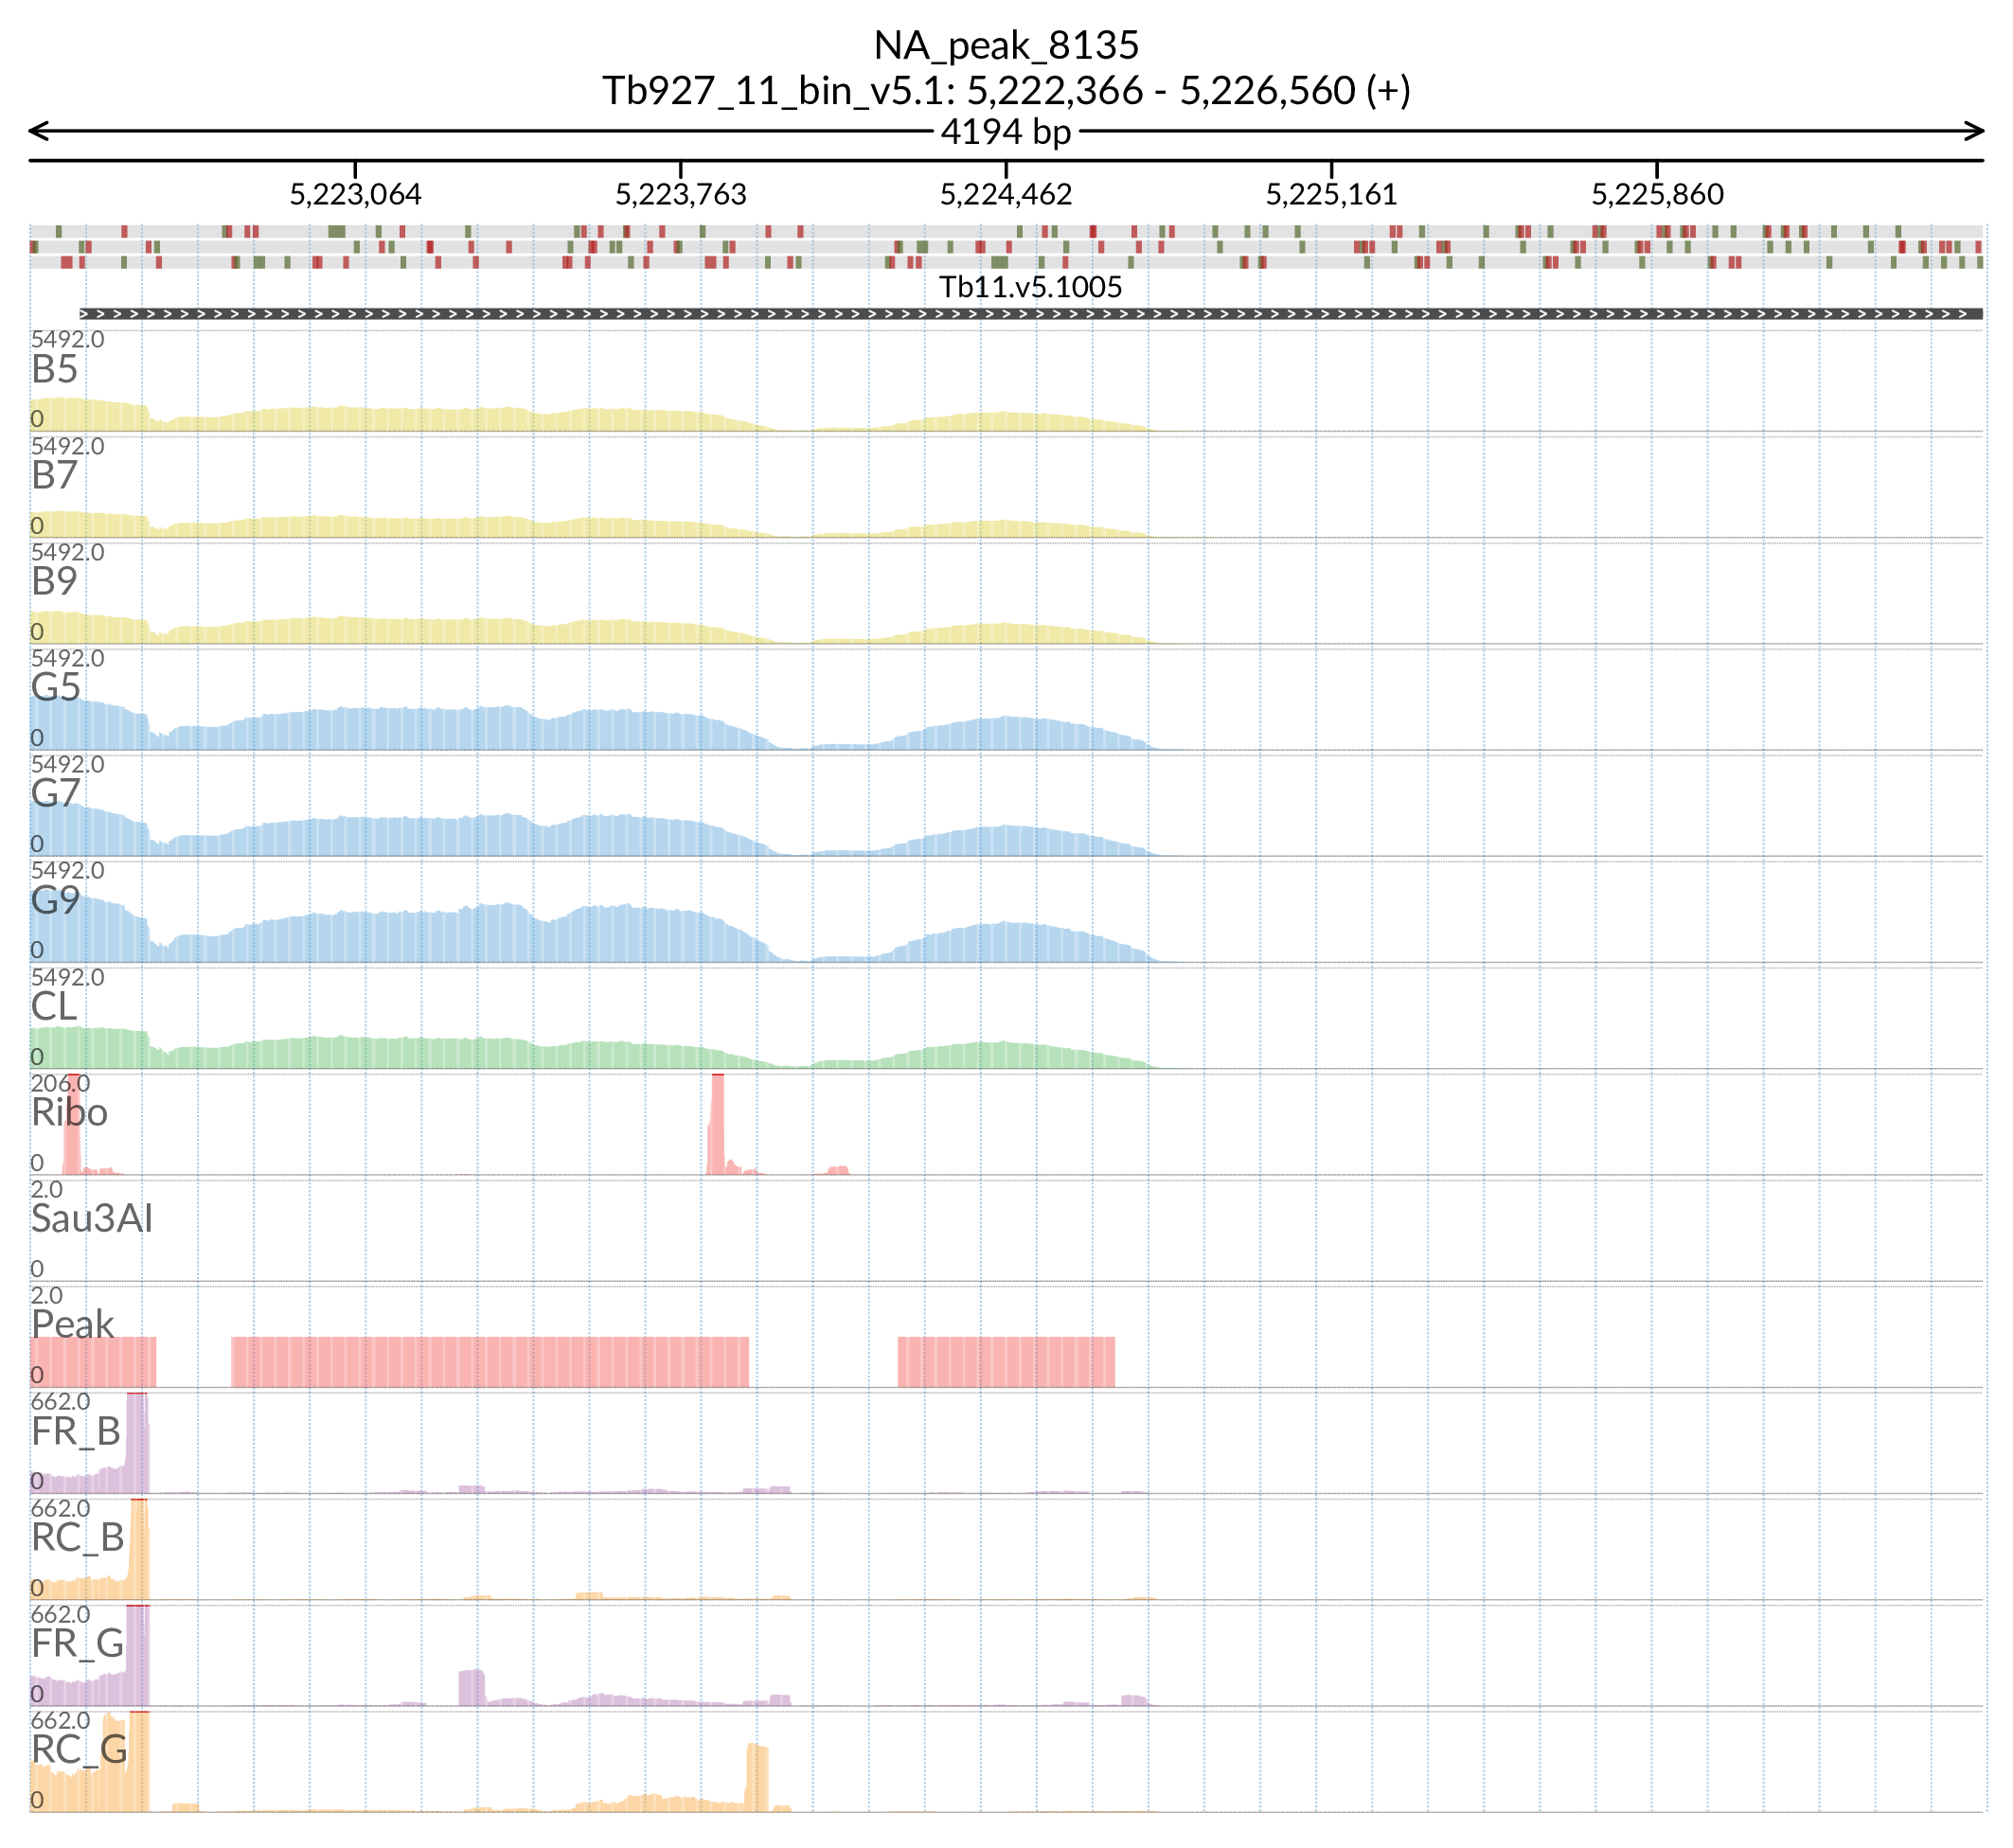 NA_peak_8135
Tb927_11_bin_v5.1: 5,222,366 - 5,226,560 (+)
4194 bp
5,223,064 5,223,763 5,224,462 5,225,161 5,225,860
Tb11.v5.1005
5492.0
B5
0
5492.0
B7
0
5492.0
B9
0
5492.0
G5
0
5492.0
G7
0
5492.0
G9
0
5492.0
CL
0
206.0
Ribo
0
2.0
Sau3AI
0
2.0
Peak
0
662.0
FR_B
0
662.0
RC_B
0
662.0
FR_G
0
662.0
RC_G
0